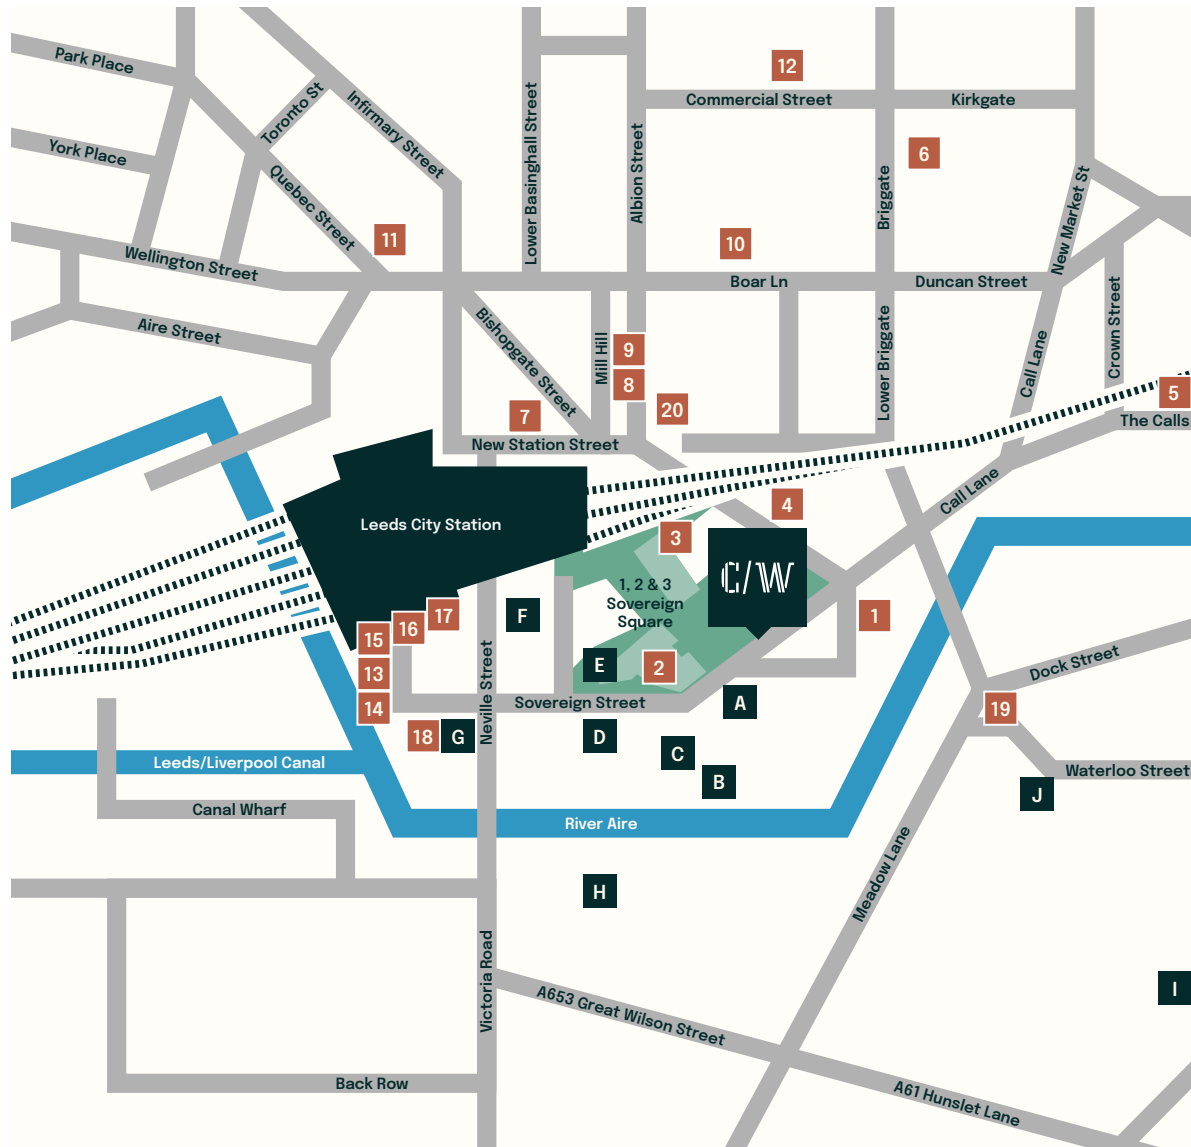 Park Place
Toronto St
Infirmary Street
Lower Basinghall Street
Albion Street
12
Commercial Street
Kirkgate
York Place
Quebec Street
6
Briggate
New Market St
11
10
Wellington Street
Boar Ln
Duncan Street
Aire Street
Bishopgate Street
Mill Hill
9
8
20
7
New Station Street
Lower Briggate
Call Lane
Crown Street
5
The Calls
Leeds City Station
Call Lane
4
3
C/W
1, 2 & 3
Sovereign
Square
1
F
17
16
15
13
14
E
2
Dock Street
Neville Street
Sovereign Street
A
19
18
G
D
C
B
Leeds/Liverpool Canal
Waterloo Street
J
Canal Wharf
River Aire
Meadow Lane
H
Victoria Road
I
A653 Great Wilson Street
Back Row
A61 Hunslet Lane